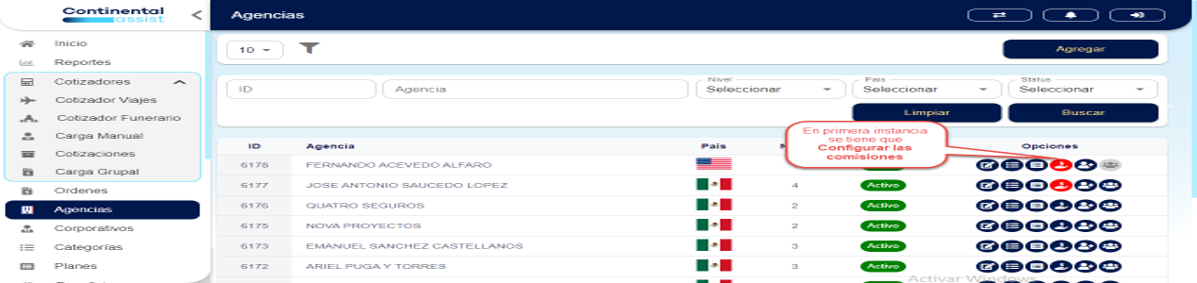 Continental
assist
Agencias
Inicio
Reportes
Cotizadores
Cotizador Viajes
Cotizador Funerario
Carga Manual
Cotizaciones
Carga Grupal
Ordenes
Agencias
Corporativos
Categorías
Planes
10
Agregar
ID
Agencia
Nivel
Seleccionar
País
Seleccionar
Status
Seleccionar
Limpiar
Buscar
En primera instancia
se tiene que
Configurar las
comisiones
ID Agencia País N Opciones
6178 FERNANDO ACEVEDO ALFARO
6177 JOSE ANTONIO SAUCEDO LOPEZ 4 Activo
6176 QUATRO SEGUROS 2 Activo
6175 NOVA PROYECTOS 2 Activo
6173 EMANUEL SANCHEZ CASTELLANOS 3 Activo
6172 ARIEL PUGA Y TORRES 3 Activo
Activar Windows